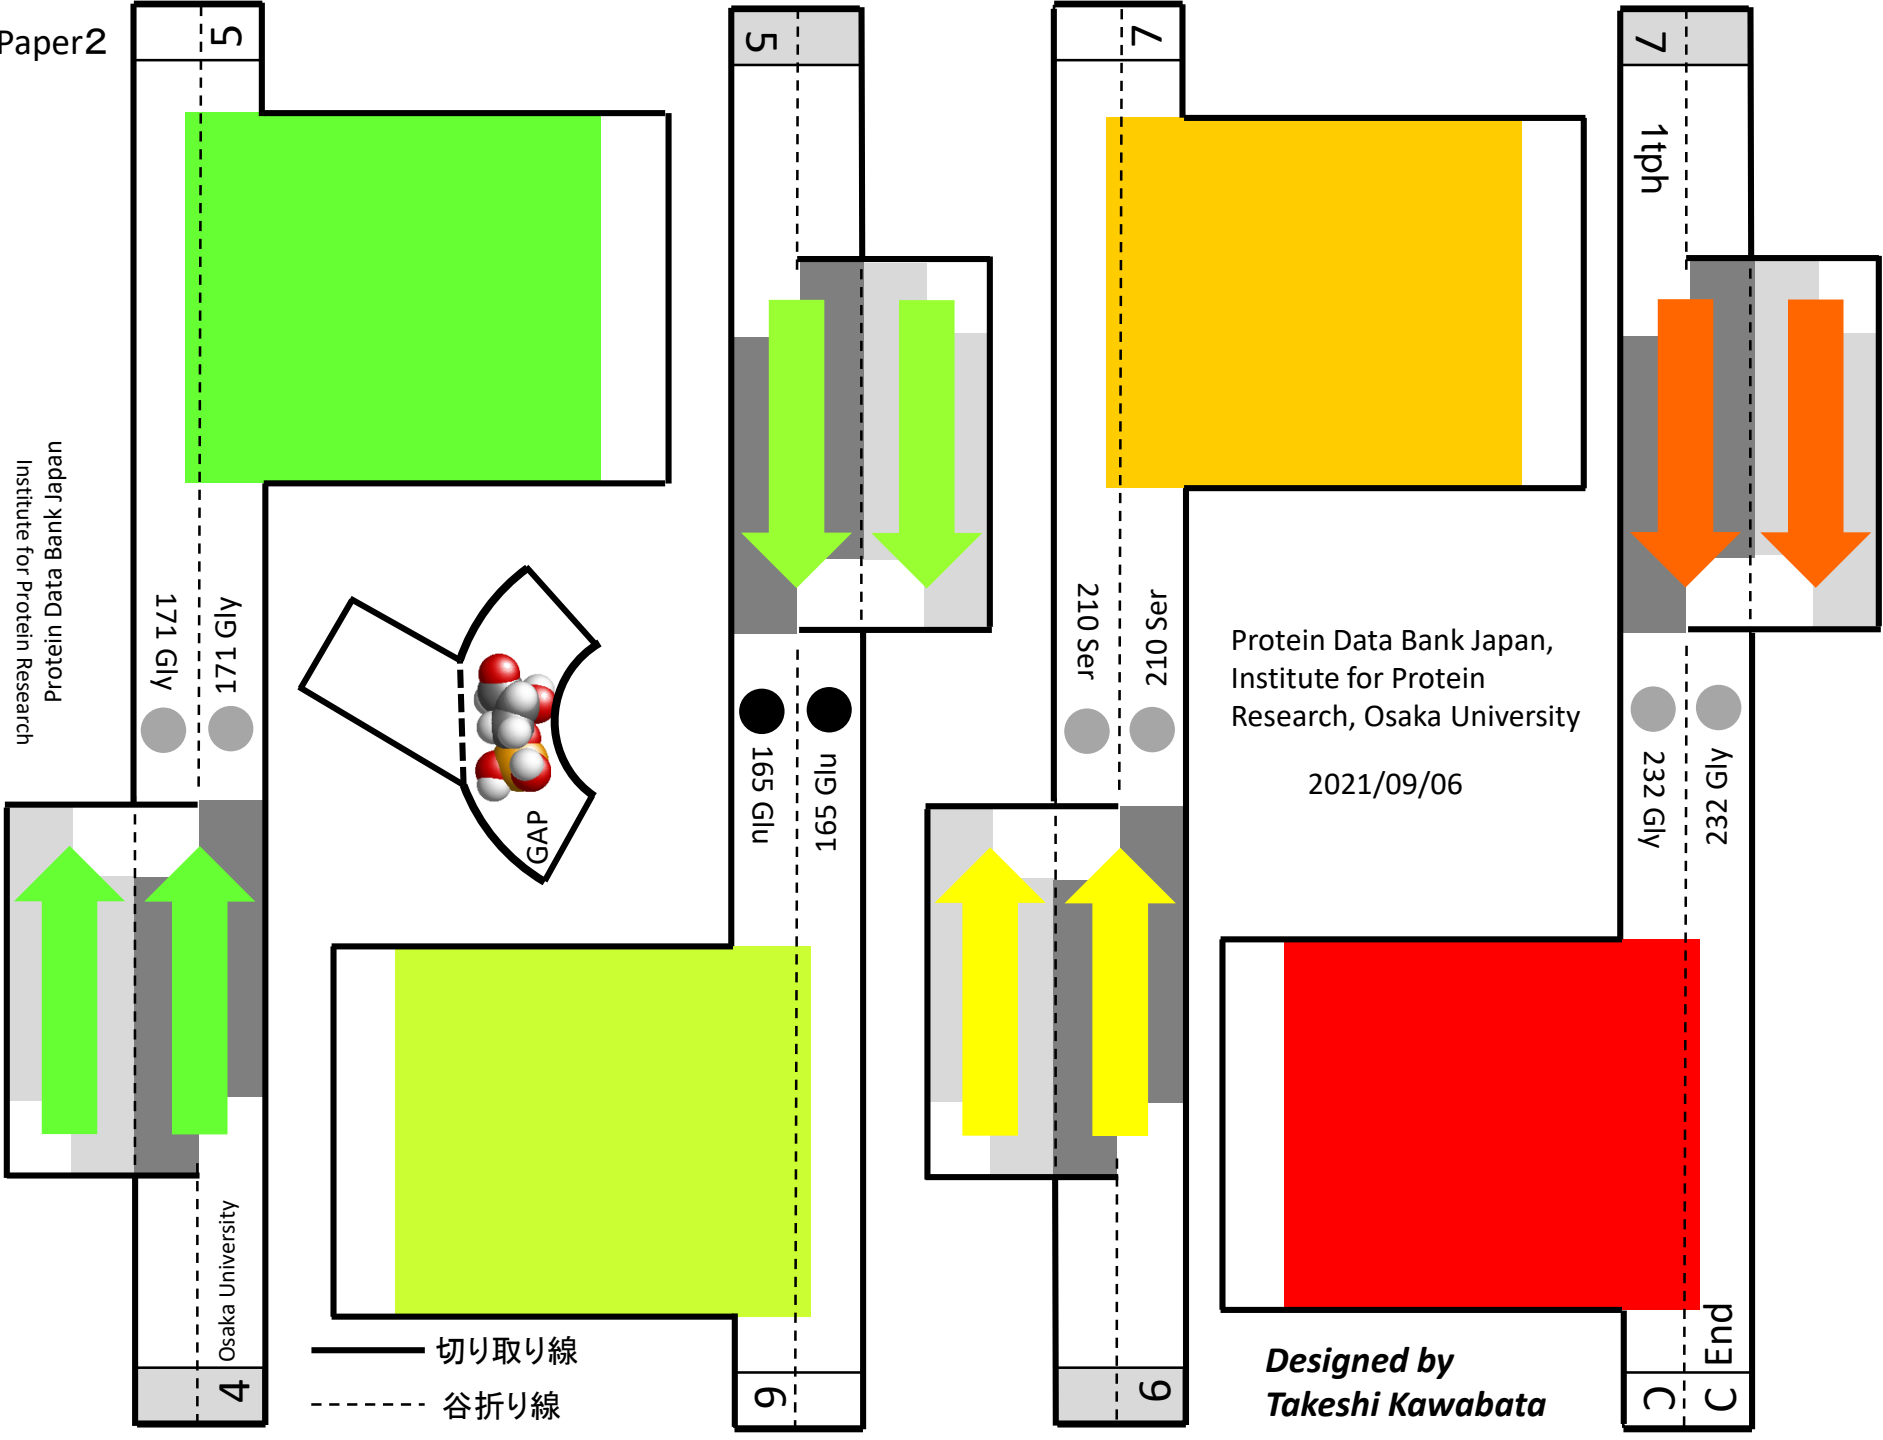 Paper2
5
5
7
7
1tph
Protein Data Bank Japan
Institute for Protein Research
171 Gly
171 Gly
GAP
165 Glu
165 Glu
210 Ser
210 Ser
Protein Data Bank Japan,
Institute for Protein
Research, Osaka University
2021/09/06
232 Gly
232 Gly
Osaka University
4
切り取り線
谷折り線
6
6
Designed by
Takeshi Kawabata
End
C
C